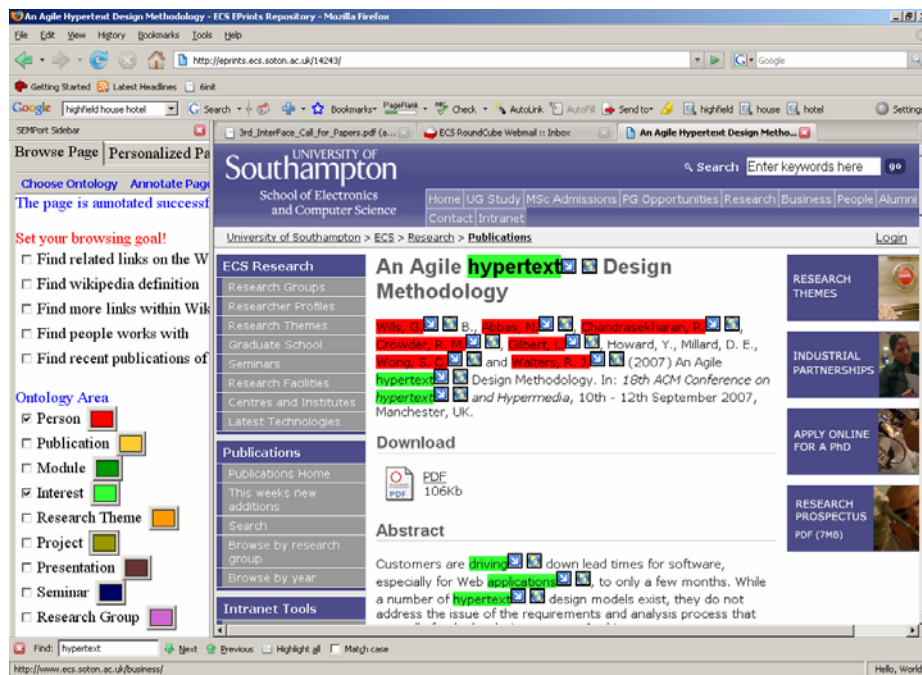 An Agile Hypertext Design Methodology - ECS EPrints Repository - Mozilla Firefox
File Edit View History Bookmarks Tools Help
http://eprints.ecs.soton.ac.uk/14243/
Google
Getting Started Latest Headlines 6init
Google highfield house hotel Search Bookmarks PageRank Check AutoLink AutoFill Send to highfield house hotel Setting
SEMPort Sidebar
3rd_InterFace_Call_for_Papers.pdf (a... ECS RoundCube Webmail :: Inbox An Agile Hypertext Design Metho...
Browse Page Personalized Pa
Choose Ontology Annotate Page
The page is annotated successf
Set your browsing goal!
Find related links on the W
Find wikipedia definition
Find more links within Wik
Find people works with
Find recent publications of
Ontology Area
Person
Publication
Module
Interest
Research Theme
Project
Presentation
Seminar
Research Group
UNIVERSITY OF
Southampton
School of Electronics
and Computer Science
Search Enter keywords here go
Home UG Study MSc Admissions PG Opportunities Research Business People Alumni
Contact Intranet
University of Southampton > ECS > Research > Publications
Login
ECS Research
Research Groups
Researcher Profiles
Research Themes
Graduate School
Seminars
Research Facilities
Centres and Institutes
Latest Technologies
Publications
Publications Home
This weeks new
additions
Search
Browse by research
group
Browse by year
Intranet Tools
An Agile hypertext Design
Methodology
Wills, G. B., Abbas, N., Chandrasekharan, R.,
Crowder, R. M., Gilbert, L., Howard, Y., Millard, D. E.,
Wong, S. C. and Walters, R. J. (2007) An Agile
hypertext Design Methodology. In: 18th ACM Conference on
hypertext and Hypermedia, 10th - 12th September 2007,
Manchester, UK.
Download
PDF
PDF
106Kb
Abstract
Customers are driving down lead times for software,
especially for Web applications, to only a few months. While
a number of hypertext design models exist, they do not
address the issue of the requirements and analysis process that
RESEARCH
THEMES
INDUSTRIAL
PARTNERSHIPS
APPLY ONLINE
FOR A PhD
RESEARCH
PROSPECTUS
PDF (7MB)
Find: hypertext Next Previous Highlight all Match case
http://www.ecs.soton.ac.uk/business/
Hello, World